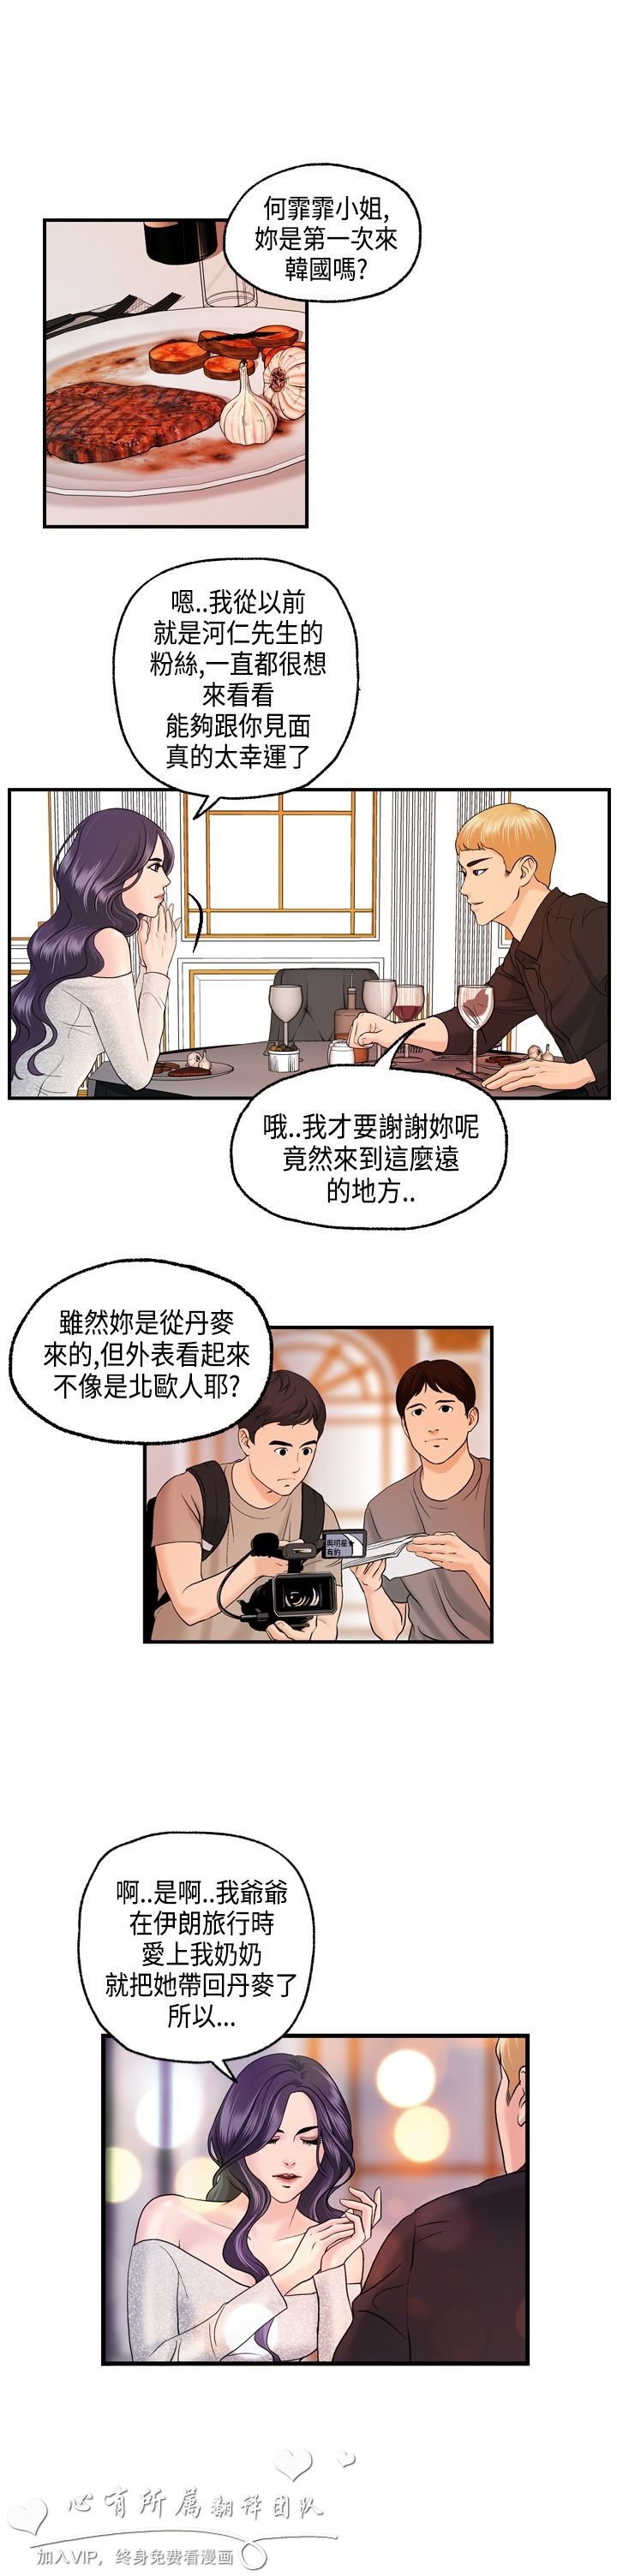 何霏霏小姐,
妳是第一次來
韓國嗎?
嗯..我從以前
就是河仁先生的
粉絲,一直都很想
來看看
能夠跟你見面
真的太幸運了
哦..我才要謝謝妳呢
竟然來到這麼遠
的地方..
雖然妳是從丹麥
來的,但外表看起來
不像是北歐人耶?
與明星
有約
啊..是啊..我爺爺
在伊朗旅行時
愛上我奶奶
就把她帶回丹麥了
所以...
心有所属翻译团队
加入VIP，终身免费看漫画